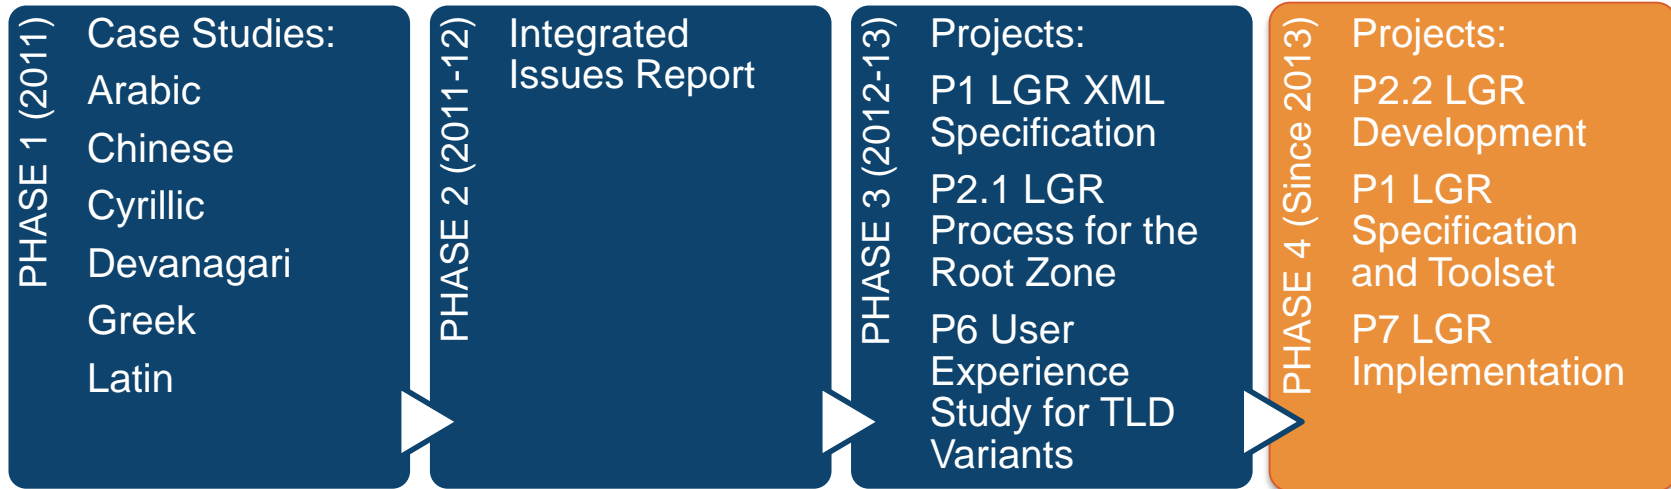 PHASE 1 (2011)
Case Studies:
Arabic
Chinese
Cyrillic
Devanagari
Greek
Latin
PHASE 2 (2011-12)
Integrated
Issues Report
PHASE 3 (2012-13)
Projects:
P1 LGR XML
Specification
P2.1 LGR
Process for the
Root Zone
P6 User
Experience
Study for TLD
Variants
PHASE 4 (Since 2013)
Projects:
P2.2 LGR
Development
P1 LGR
Specification
and Toolset
P7 LGR
Implementation